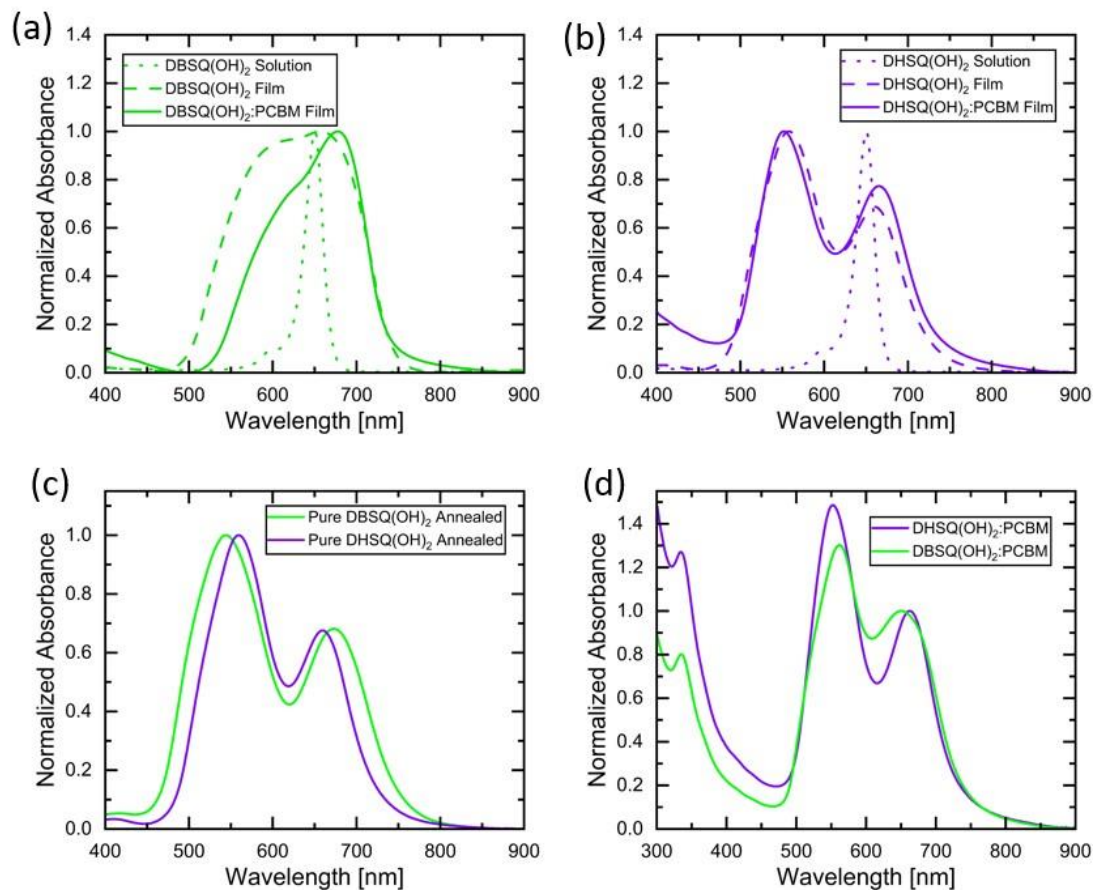 (a)
1.4
1.2
1.0
0.8
0.6
0.4
0.2
0.0
Normalized Absorbance
DBSQ(OH)₂ Solution
DBSQ(OH)₂ Film
DBSQ(OH)₂:PCBM Film
400 500 600 700 800 900
Wavelength [nm]
(b)
1.4
1.2
1.0
0.8
0.6
0.4
0.2
0.0
Normalized Absorbance
DHSQ(OH)₂ Solution
DHSQ(OH)₂ Film
DHSQ(OH)₂:PCBM Film
400 500 600 700 800 900
Wavelength [nm]
(c)
1.0
0.8
0.6
0.4
0.2
0.0
Normalized Absorbance
Pure DBSQ(OH)₂ Annealed
Pure DHSQ(OH)₂ Annealed
400 500 600 700 800 900
Wavelength [nm]
(d)
1.4
1.2
1.0
0.8
0.6
0.4
0.2
0.0
Normalized Absorbance
DHSQ(OH)₂:PCBM
DBSQ(OH)₂:PCBM
300 400 500 600 700 800 900
Wavelength [nm]